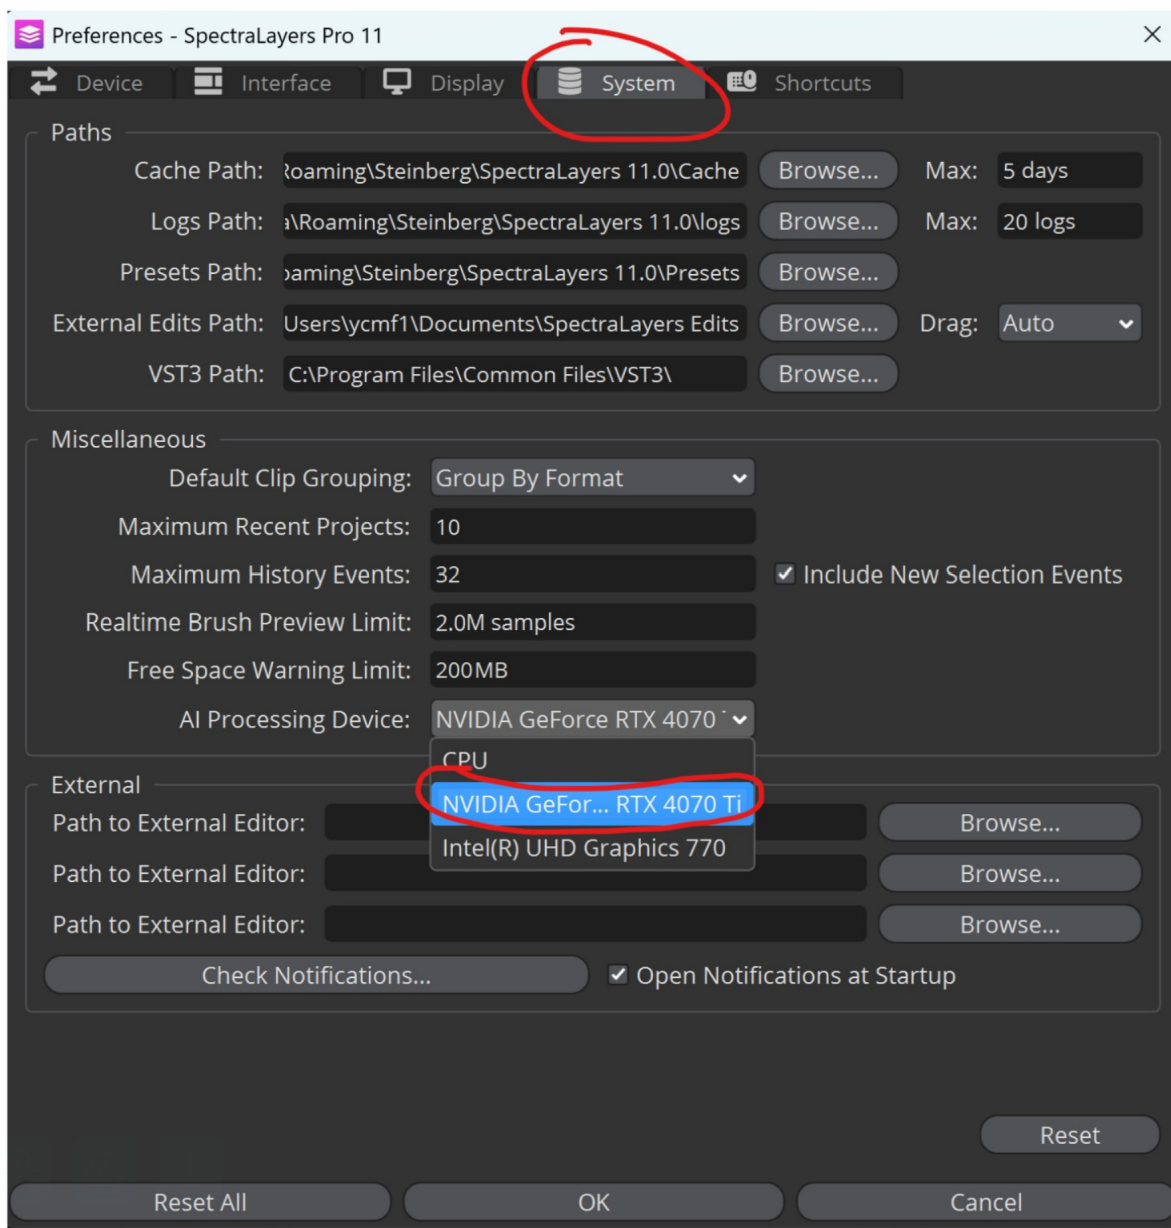 Preferences - SpectraLayers Pro 11
Device Interface Display System Shortcuts
Paths
Cache Path: Roaming\Steinberg\SpectraLayers 11.0\Cache Browse... Max: 5 days
Logs Path: a\Roaming\Steinberg\SpectraLayers 11.0\logs Browse... Max: 20 logs
Presets Path: oaming\Steinberg\SpectraLayers 11.0\Presets Browse...
External Edits Path: Users\ycmf1\Documents\SpectraLayers Edits Browse... Drag: Auto
VST3 Path: C:\Program Files\Common Files\VST3\ Browse...
Miscellaneous
Default Clip Grouping: Group By Format
Maximum Recent Projects: 10
Maximum History Events: 32 Include New Selection Events
Realtime Brush Preview Limit: 2.0M samples
Free Space Warning Limit: 200MB
AI Processing Device: NVIDIA GeForce RTX 4070
CPU
NVIDIA GeFor... RTX 4070 Ti
Intel(R) UHD Graphics 770
External
Path to External Editor: Browse...
Path to External Editor: Browse...
Path to External Editor: Browse...
Check Notifications... Open Notifications at Startup
Reset
Reset All OK Cancel